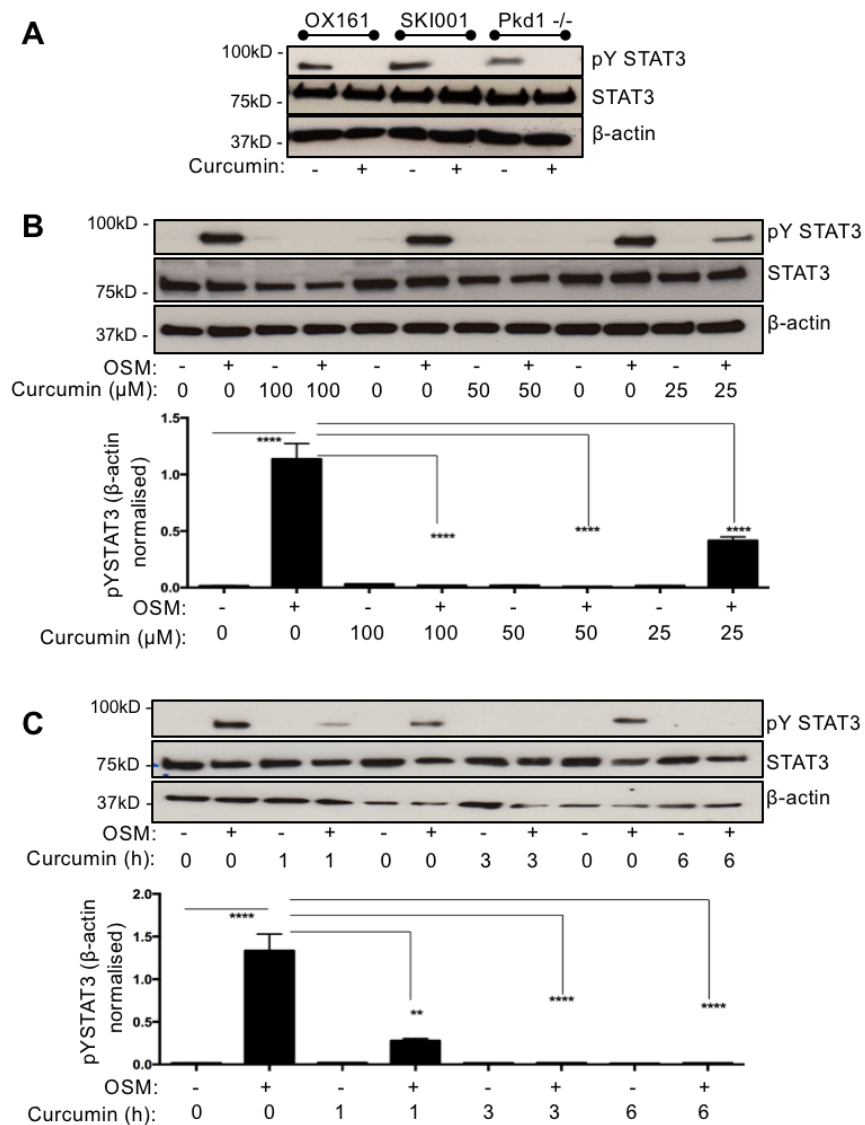 A
OX161 SKI001 Pkd1 -/-
100kD - pY STAT3
75kD - STAT3
37kD - β-actin
Curcumin: - + - + - +
B
100kD - pY STAT3
75kD - STAT3
37kD - β-actin
OSM: - + - + - + - + - + - +
Curcumin (µM): 0 0 100 100 0 0 50 50 0 0 25 25
pYSTAT3 (β-actin
normalised)
1.5
1.0
0.5
0.0
**** **** **** ****
OSM: - + - + - + - +
Curcumin (µM): 0 0 100 100 50 50 25 25
C
100kD - pY STAT3
75kD - STAT3
37kD - β-actin
OSM: - + - + - + - + - + - +
Curcumin (h): 0 0 1 1 0 0 3 3 0 0 6 6
pYSTAT3 (β-actin
normalised)
2.0
1.5
1.0
0.5
0.0
**** ** **** ****
OSM: - + - + - + - +
Curcumin (h): 0 0 1 1 3 3 6 6